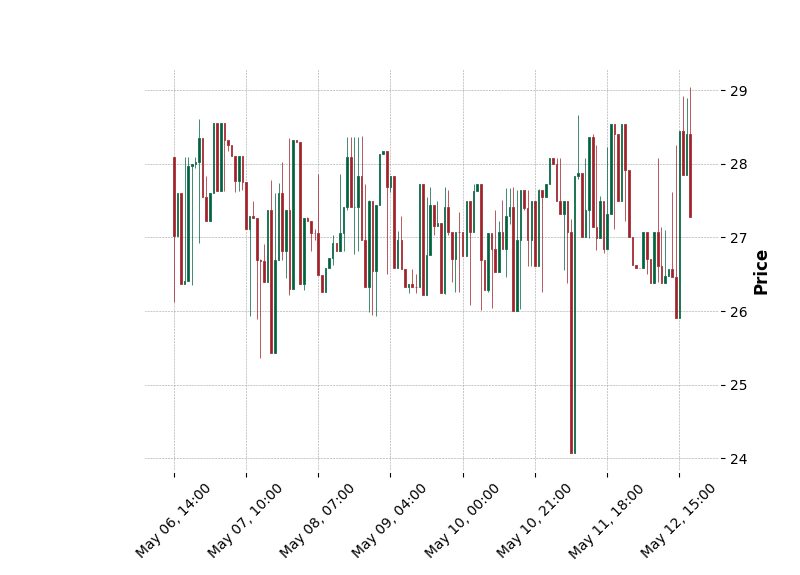 29
28
27
26
25
24
Price
May 06, 14:00
May 07, 10:00
May 08, 07:00
May 09, 04:00
May 10, 00:00
May 10, 21:00
May 11, 18:00
May 12, 15:00